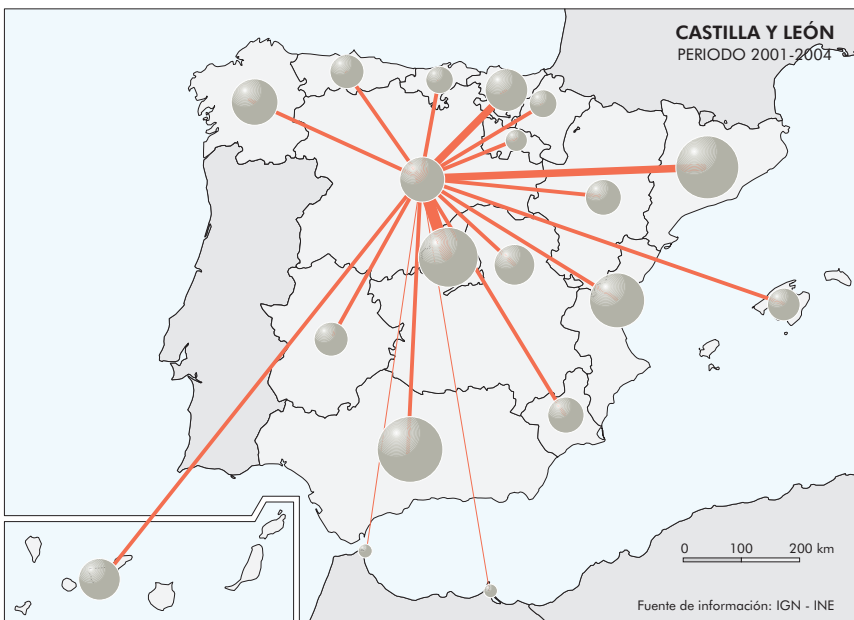 CASTILLA Y LEÓN
PERIODO 2001-2004
0 100 200 km
Fuente de información: IGN - INE